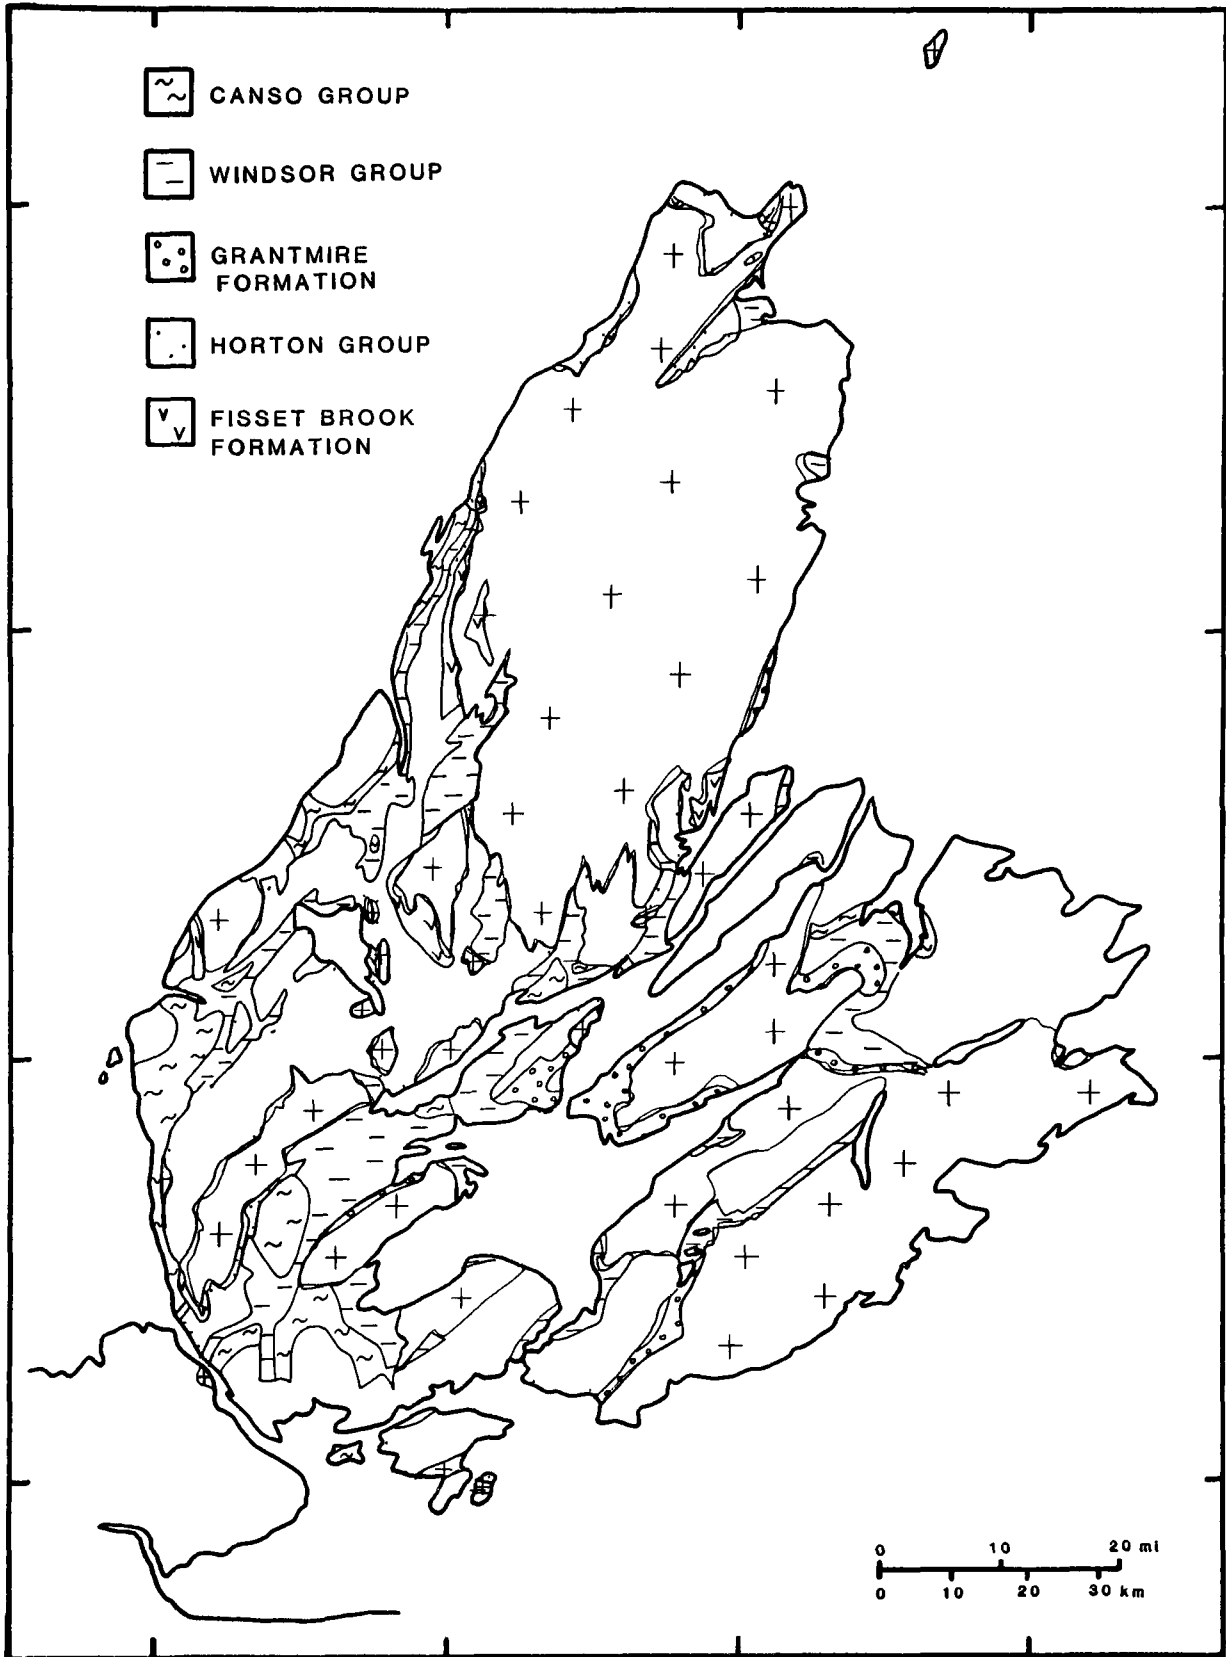 CANSO GROUP
WINDSOR GROUP
GRANTMIRE
FORMATION
HORTON GROUP
FISSET BROOK
FORMATION
0 10 20 mi
0 10 20 30 km